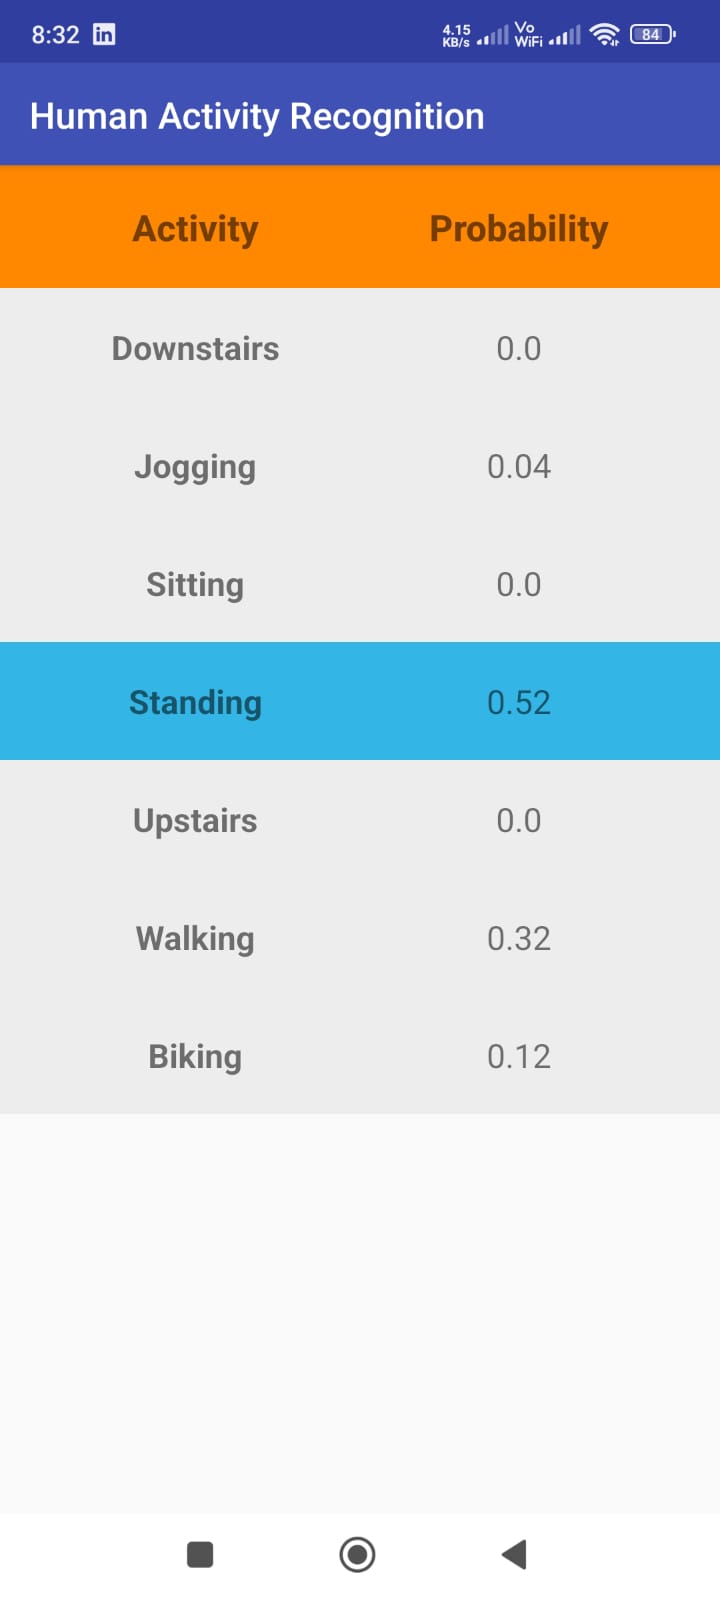 8:32 in 4.15 KB/s Vo WiFi 84
Human Activity Recognition
Activity Probability
Downstairs 0.0
Jogging 0.04
Sitting 0.0
Standing 0.52
Upstairs 0.0
Walking 0.32
Biking 0.12